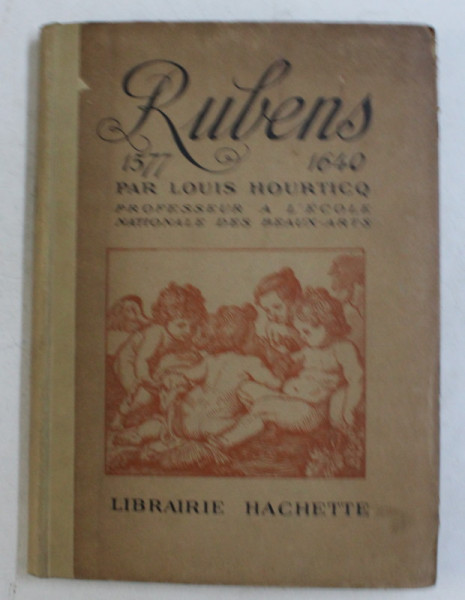 Rubens
1577 1640
PAR LOUIS HOURTICQ
PROFESSEUR A L'ÉCOLE
NATIONALE DES BEAUX-ARTS
LIBRAIRIE HACHETTE